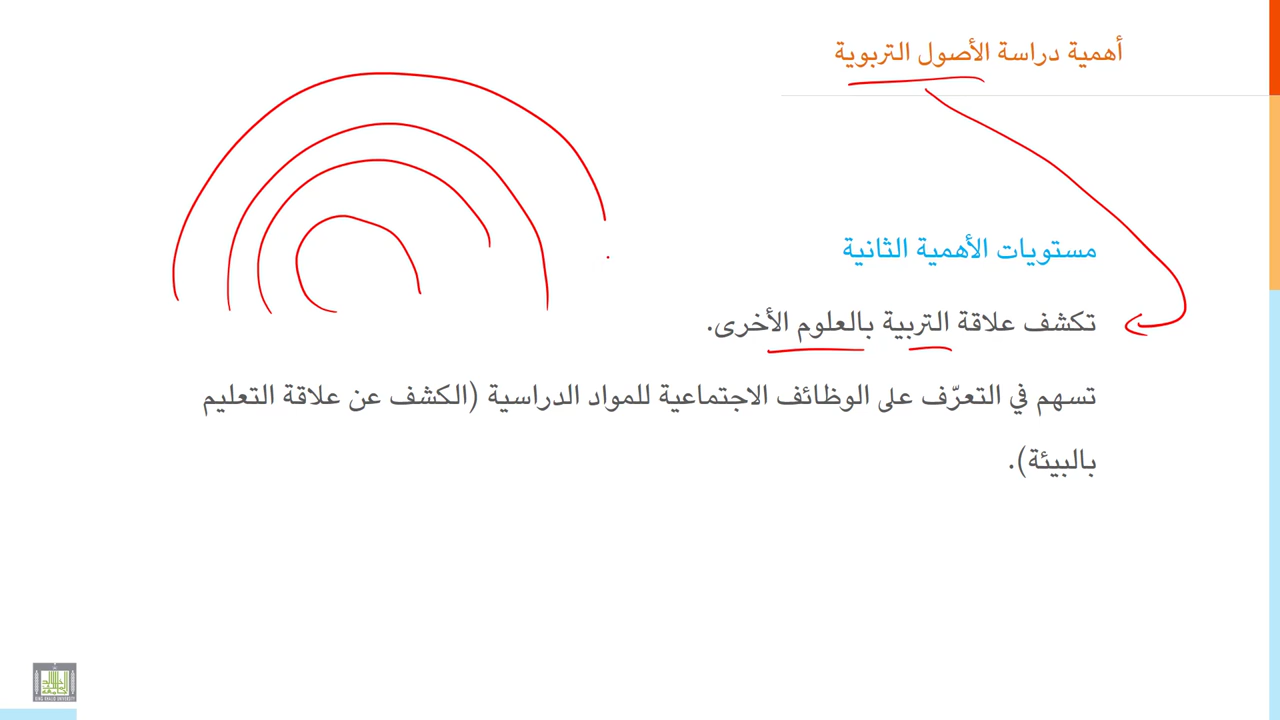 أهمية دراسة الأصول التربوية
مستويات الأهمية الثانية
تكشف علاقة التربية بالعلوم الأخرى.
تسهم في التعرّف على الوظائف الاجتماعية للمواد الدراسية (الكشف عن علاقة التعليم
بالبيئة).